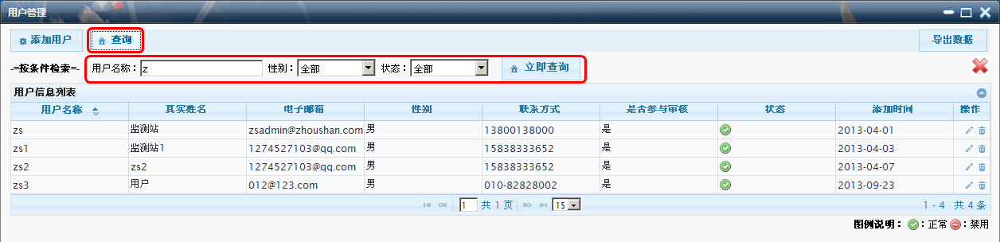 用户管理
添加用户 查询 导出数据
-=按条件检索=- 用户名称： z 性别： 全部 状态： 全部 立即查询
用户信息列表
用户名称 真实姓名 电子邮箱 性别 联系方式 是否参与审核 状态 添加时间 操作
zs 监测站 zsadmin@zhoushan.com 男 13800138000 是 2013-04-01
zs1 监测站1 1274527103@qq.com 男 15838333652 是 2013-04-03
zs2 zs2 1274527103@qq.com 男 15838333652 是 2013-04-07
zs3 用户 012@123.com 男 010-82828002 是 2013-09-23
1 共 1 页 15 1 - 4 共 4 条
图例说明： ：正常 ：禁用